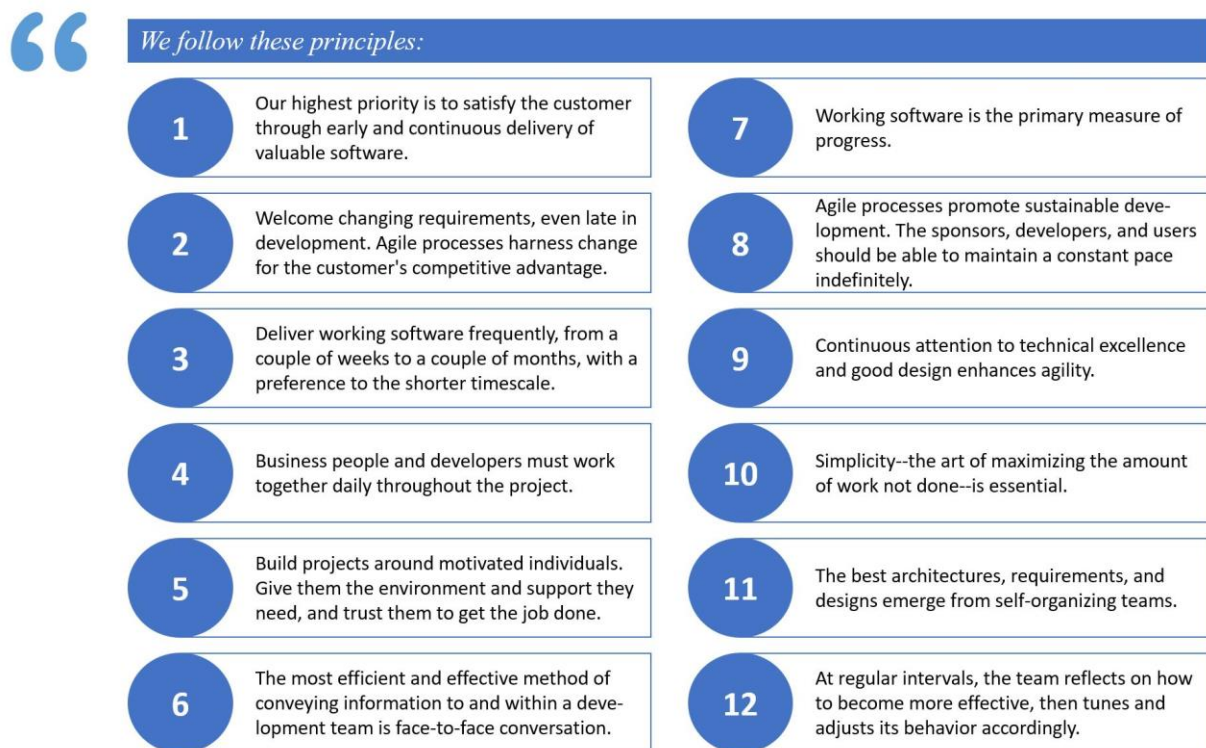 “
We follow these principles:
1
Our highest priority is to satisfy the customer
through early and continuous delivery of
valuable software.
2
Welcome changing requirements, even late in
development. Agile processes harness change
for the customer's competitive advantage.
3
Deliver working software frequently, from a
couple of weeks to a couple of months, with a
preference to the shorter timescale.
4
Business people and developers must work
together daily throughout the project.
5
Build projects around motivated individuals.
Give them the environment and support they
need, and trust them to get the job done.
6
The most efficient and effective method of
conveying information to and within a deve-
lopment team is face-to-face conversation.
7
Working software is the primary measure of
progress.
8
Agile processes promote sustainable deve-
lopment. The sponsors, developers, and users
should be able to maintain a constant pace
indefinitely.
9
Continuous attention to technical excellence
and good design enhances agility.
10
Simplicity--the art of maximizing the amount
of work not done--is essential.
11
The best architectures, requirements, and
designs emerge from self-organizing teams.
12
At regular intervals, the team reflects on how
to become more effective, then tunes and
adjusts its behavior accordingly.